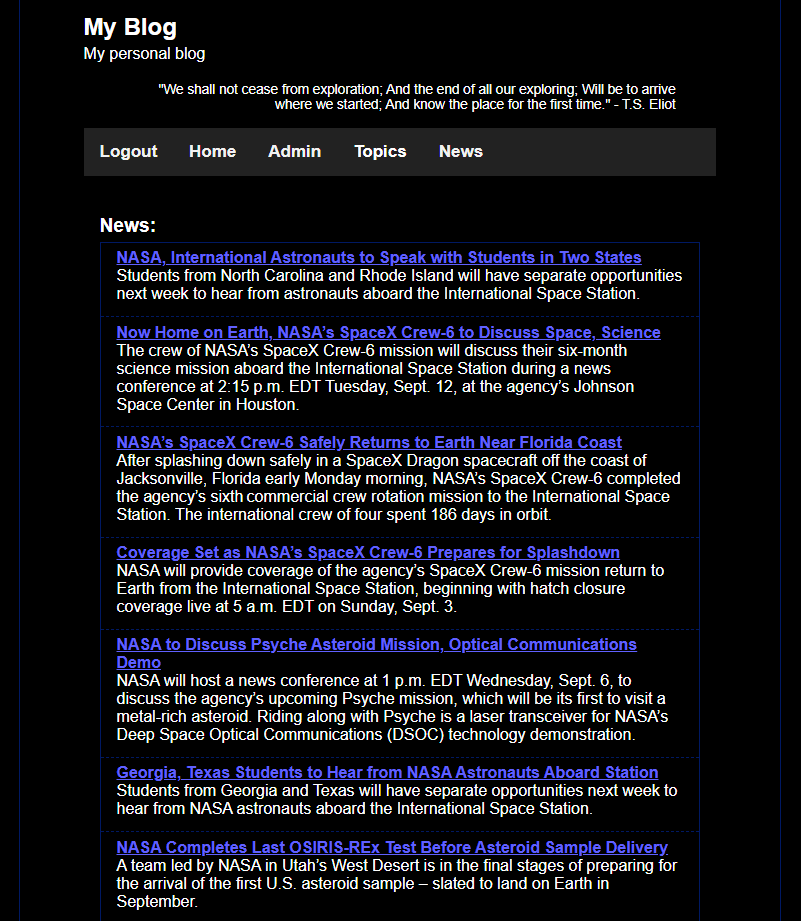 My Blog
My personal blog
"We shall not cease from exploration; And the end of all our exploring; Will be to arrive
where we started; And know the place for the first time." - T.S. Eliot
Logout Home Admin Topics News
News:
NASA, International Astronauts to Speak with Students in Two States
Students from North Carolina and Rhode Island will have separate opportunities
next week to hear from astronauts aboard the International Space Station.
Now Home on Earth, NASA’s SpaceX Crew-6 to Discuss Space, Science
The crew of NASA’s SpaceX Crew-6 mission will discuss their six-month
science mission aboard the International Space Station during a news
conference at 2:15 p.m. EDT Tuesday, Sept. 12, at the agency’s Johnson
Space Center in Houston.
NASA’s SpaceX Crew-6 Safely Returns to Earth Near Florida Coast
After splashing down safely in a SpaceX Dragon spacecraft off the coast of
Jacksonville, Florida early Monday morning, NASA’s SpaceX Crew-6 completed
the agency’s sixth commercial crew rotation mission to the International Space
Station. The international crew of four spent 186 days in orbit.
Coverage Set as NASA’s SpaceX Crew-6 Prepares for Splashdown
NASA will provide coverage of the agency’s SpaceX Crew-6 mission return to
Earth from the International Space Station, beginning with hatch closure
coverage live at 5 a.m. EDT on Sunday, Sept. 3.
NASA to Discuss Psyche Asteroid Mission, Optical Communications
Demo
NASA will host a news conference at 1 p.m. EDT Wednesday, Sept. 6, to
discuss the agency’s upcoming Psyche mission, which will be its first to visit a
metal-rich asteroid. Riding along with Psyche is a laser transceiver for NASA’s
Deep Space Optical Communications (DSOC) technology demonstration.
Georgia, Texas Students to Hear from NASA Astronauts Aboard Station
Students from Georgia and Texas will have separate opportunities next week to
hear from NASA astronauts aboard the International Space Station.
NASA Completes Last OSIRIS-REx Test Before Asteroid Sample Delivery
A team led by NASA in Utah’s West Desert is in the final stages of preparing for
the arrival of the first U.S. asteroid sample – slated to land on Earth in
September.